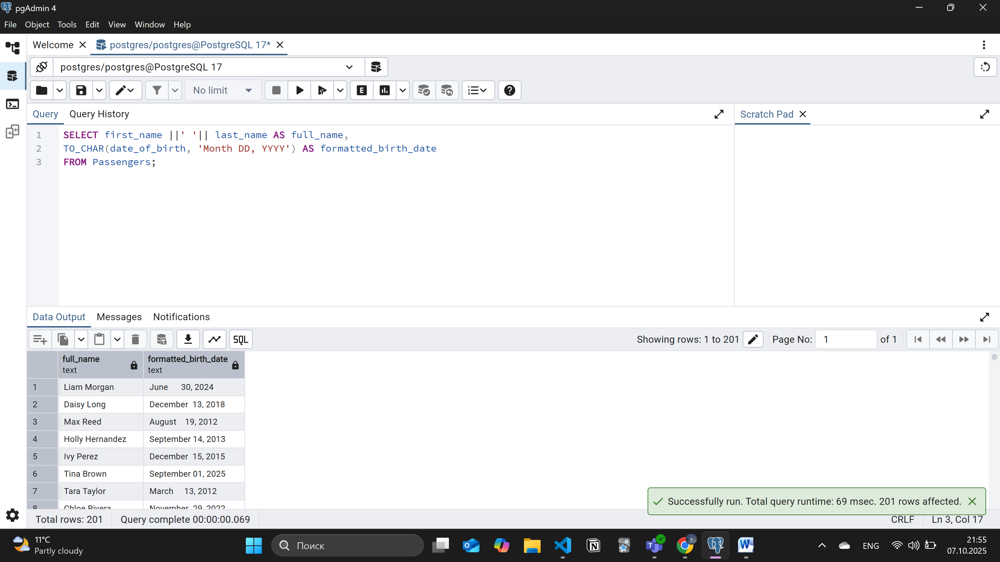 pgAdmin 4
File Object Tools Edit View Window Help
Welcome postgres/postgres@PostgreSQL 17*
postgres/postgres@PostgreSQL 17
No limit
Query Query History
Scratch Pad
1 SELECT first_name ||' '|| last_name AS full_name,
2 TO_CHAR(date_of_birth, 'Month DD, YYYY') AS formatted_birth_date
3 FROM Passengers;
Data Output Messages Notifications
SQL
Showing rows: 1 to 201 Page No: 1 of 1
full_name formatted_birth_date
text text
1 Liam Morgan June 30, 2024
2 Daisy Long December 13, 2018
3 Max Reed August 19, 2012
4 Holly Hernandez September 14, 2013
5 Ivy Perez December 15, 2015
6 Tina Brown September 01, 2025
7 Tara Taylor March 13, 2012
8 Chloe Rivera November 29, 2022
Successfully run. Total query runtime: 69 msec. 201 rows affected.
Total rows: 201 Query complete 00:00:00.069
CRLF Ln 3, Col 17
11°C
Partly cloudy
Поиск
ENG
21:55
07.10.2025